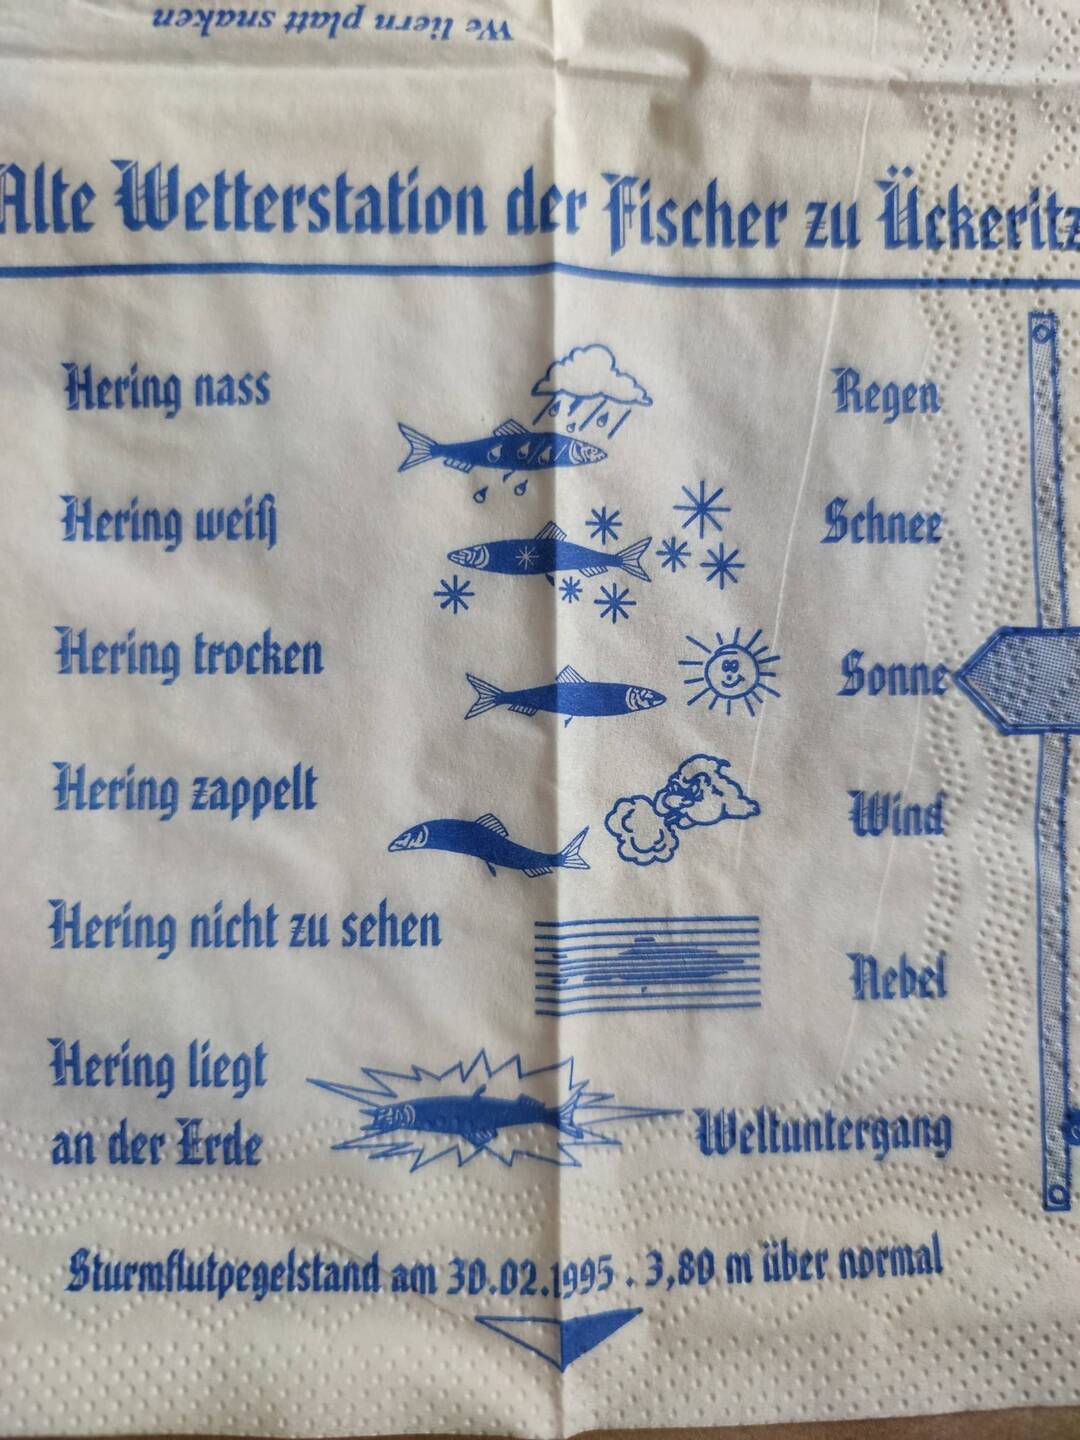 We liern platt snaken
Alte Wetterstation der Fischer zu Ückeritz
Hering nass
Regen
Hering weiß
Schnee
Hering trocken
Sonne
Hering zappelt
Wind
Hering nicht zu sehen
Nebel
Hering liegt
an der Erde
Weltuntergang
Sturmflutpegelstand am 30.02.1995 . 3,80 m über normal